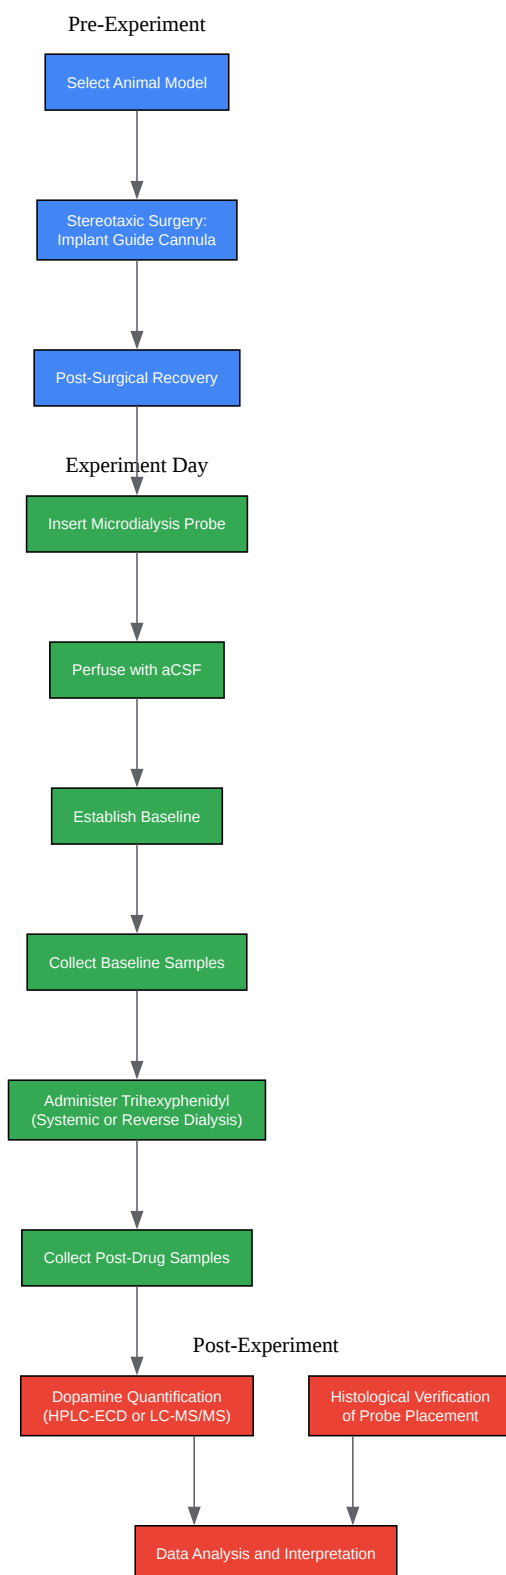 Pre-Experiment
Select Animal Model
Stereotaxic Surgery:
Implant Guide Cannula
Post-Surgical Recovery
Experiment Day
Insert Microdialysis Probe
Perfuse with aCSF
Establish Baseline
Collect Baseline Samples
Administer Trihexyphenidyl
(Systemic or Reverse Dialysis)
Collect Post-Drug Samples
Post-Experiment
Dopamine Quantification
(HPLC-ECD or LC-MS/MS)
Histological Verification
of Probe Placement
Data Analysis and Interpretation